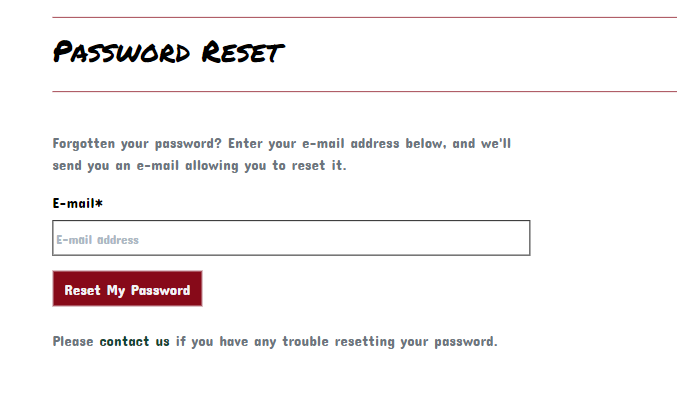 Password Reset
Forgotten your password? Enter your e-mail address below, and we'll
send you an e-mail allowing you to reset it.
E-mail*
E-mail address
Reset My Password
Please contact us if you have any trouble resetting your password.